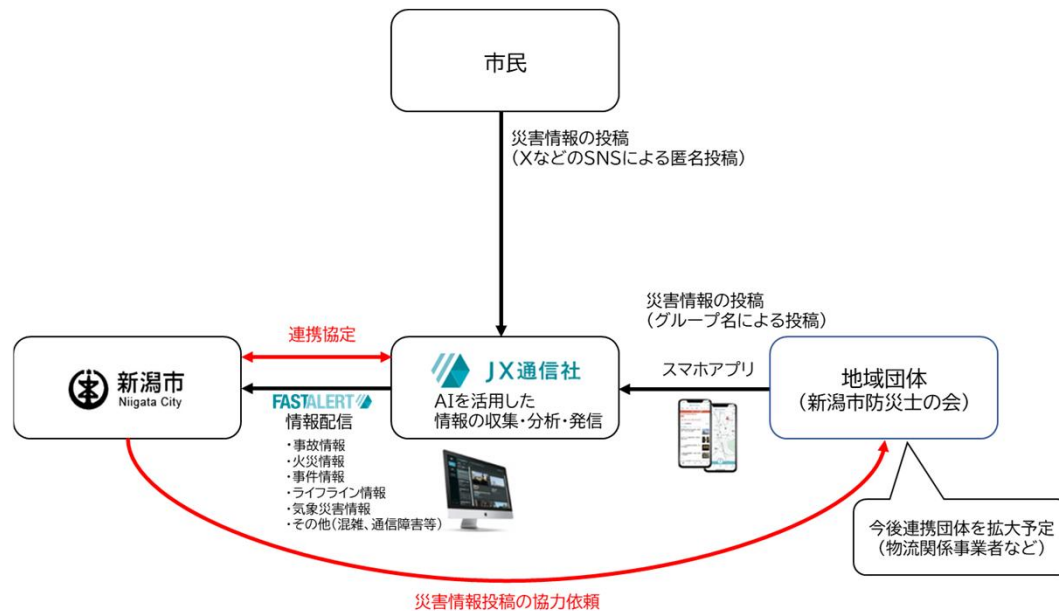 市民
災害情報の投稿
（XなどのSNSによる匿名投稿）
災害情報の投稿
（グループ名による投稿）
連携協定
新潟市
Niigata City
JX通信社
AIを活用した
情報の収集・分析・発信
スマホアプリ
地域団体
（新潟市防災士の会）
FASTALERT
情報配信
・事故情報
・火災情報
・事件情報
・ライフライン情報
・気象災害情報
・その他（混雑、通信障害等）
今後連携団体を拡大予定
（物流関係事業者など）
災害情報投稿の協力依頼